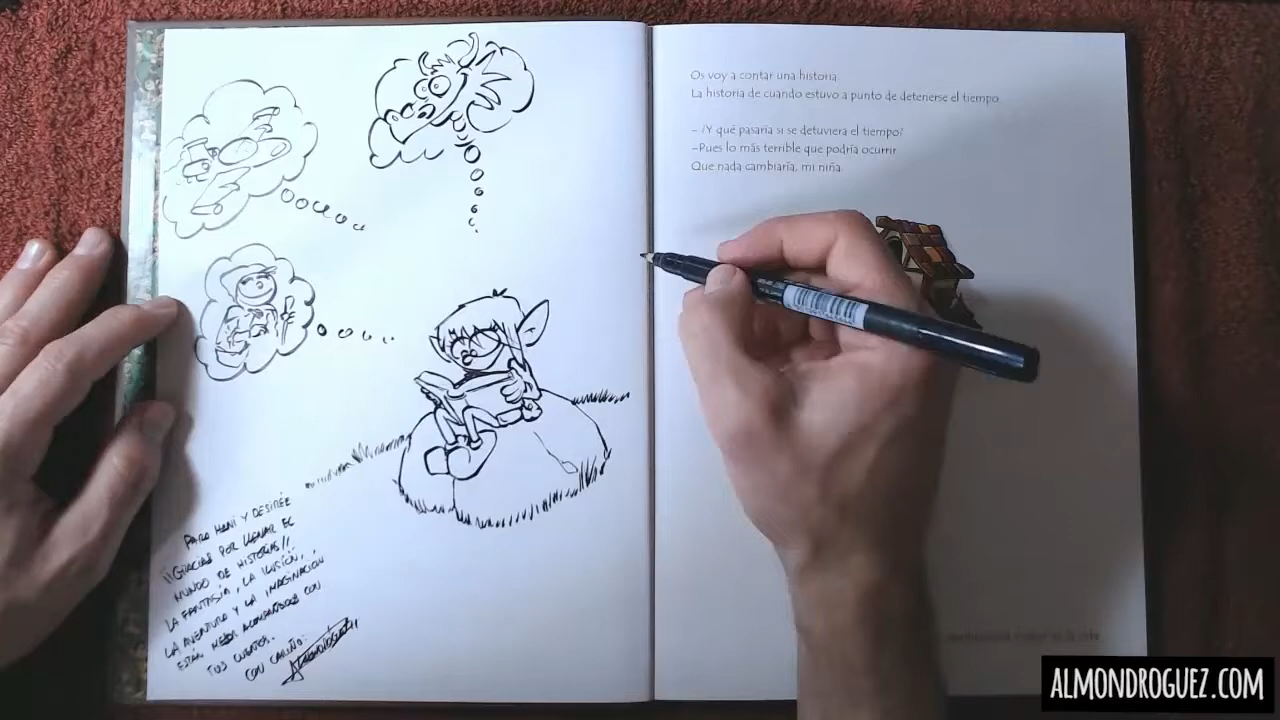 Os voy a contar una historia
La historia de cuando estuvo a punto de detenerse el tiempo
- ¿Y qué pasaría si se detuviera el tiempo?
-Pues lo más terrible que podría ocurrir
Que nada cambiaría, mi niña.
PARA HANI Y DESIRÉE
¡¡GRACIAS POR LLENAR EL
MUNDO DE HISTORIAS!!
LA FANTASÍA, LA ILUSIÓN,
LA AVENTURA Y LA IMAGINACION
ESTÁN MEJOR ACOMPAÑADAS CON
TUS CUENTOS.
CON CARIÑO:
ALMONDROGUEZ.COM